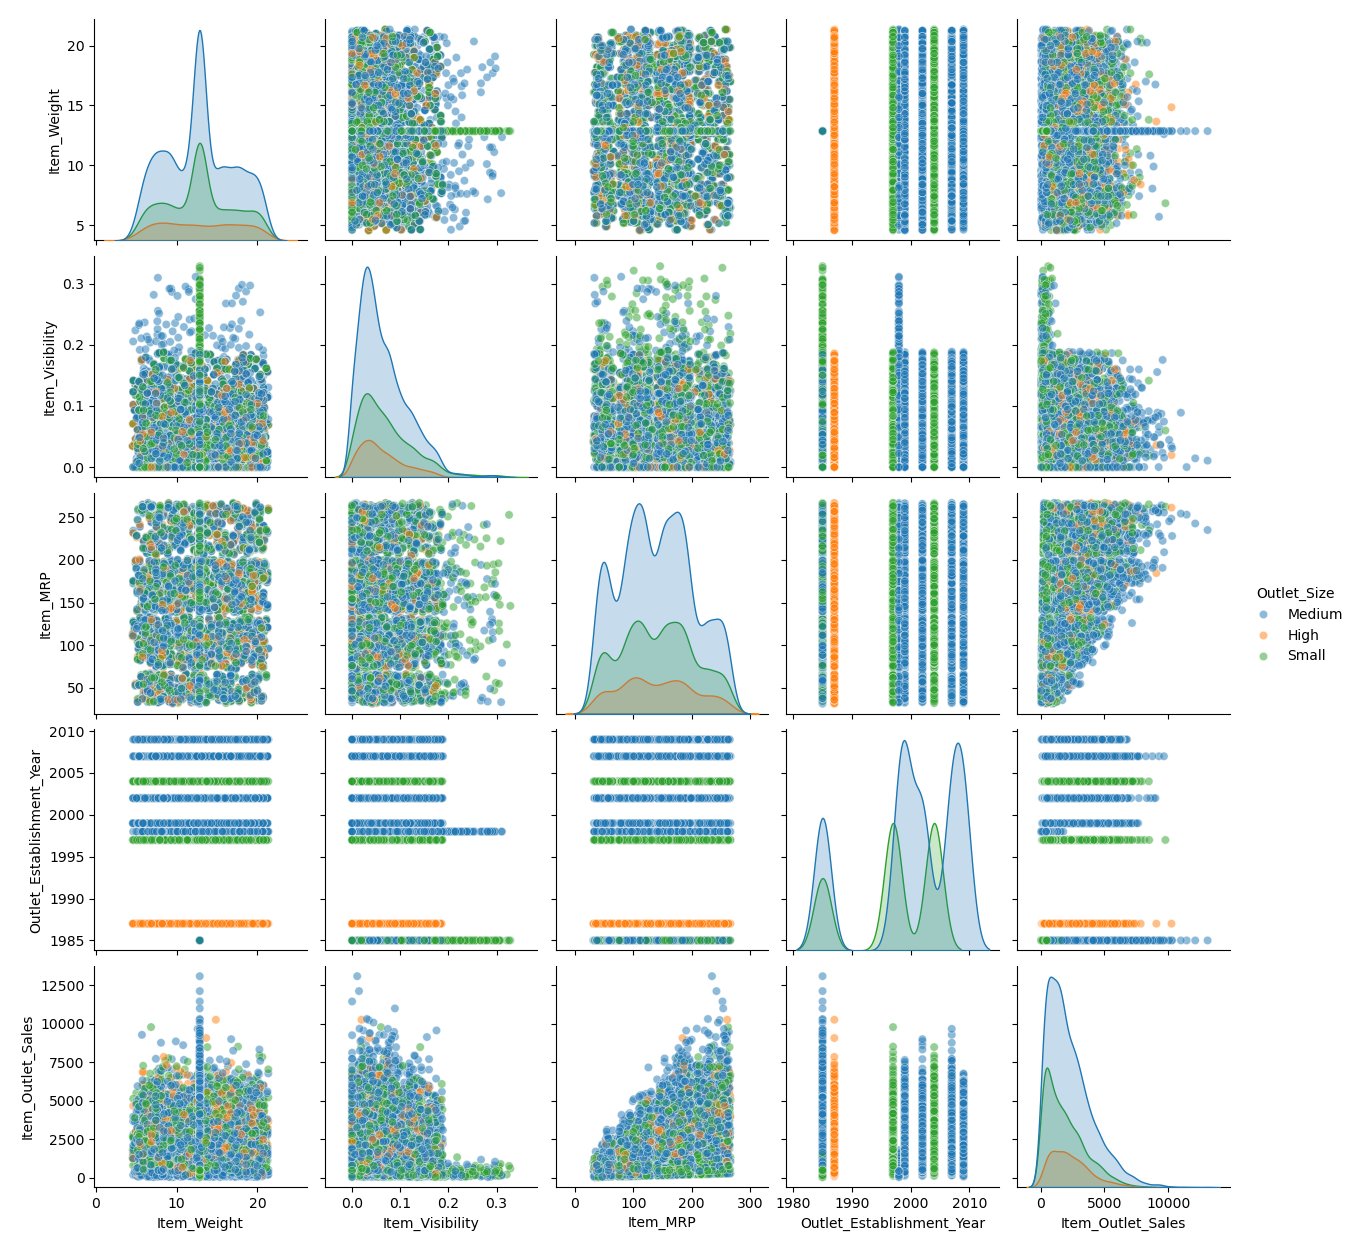 20
15
10
5
Item_Weight
0.3
0.2
0.1
0.0
Item_Visibility
250
200
150
100
50
Item_MRP
Outlet_Size
Medium
High
Small
2010
2005
2000
1995
1990
1985
Outlet_Establishment_Year
12500
10000
7500
5000
2500
0
Item_Outlet_Sales
0 10 20 0.0 0.1 0.2 0.3 0 100 200 300 1980 1990 2000 2010 0 5000 10000
Item_Weight Item_Visibility Item_MRP Outlet_Establishment_Year Item_Outlet_Sales